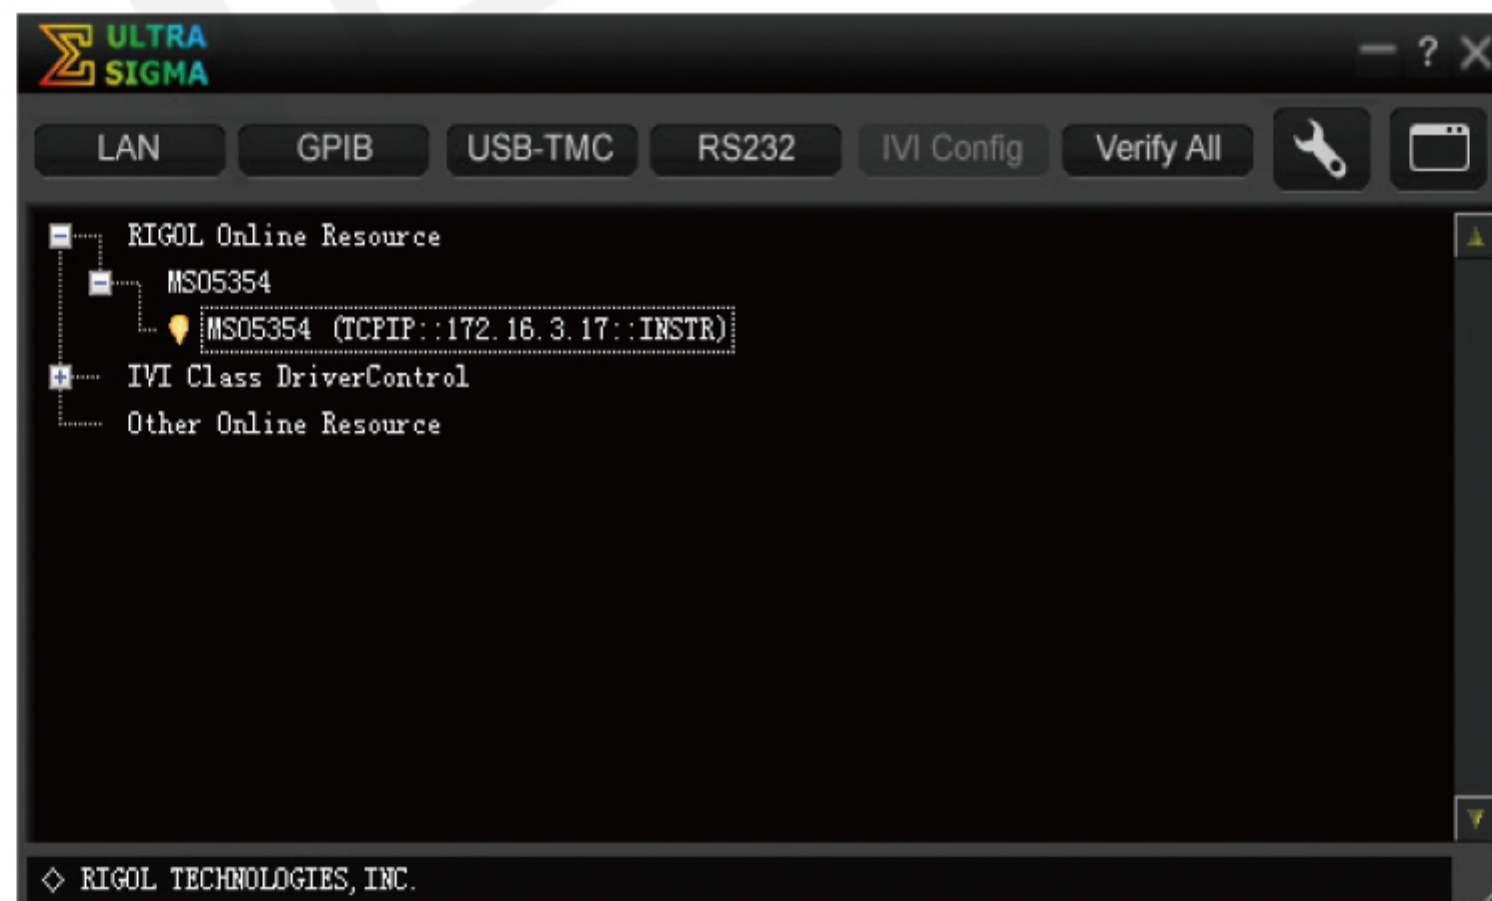 ULTRA
SIGMA
? X
LAN GPIB USB-TMC RS232 IVI Config Verify All
RIGOL Online Resource
MSO5354
MSO5354 (TCPIP::172.16.3.17::INSTR)
IVI Class DriverControl
Other Online Resource
RIGOL TECHNOLOGIES, INC.